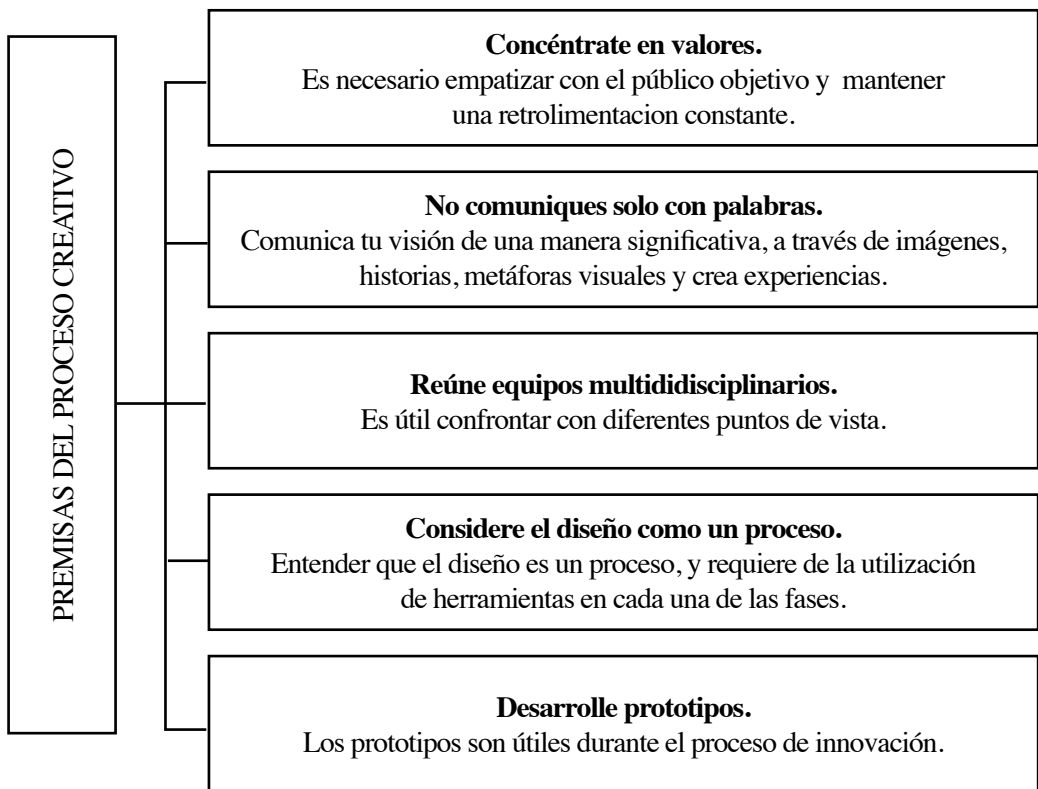 PREMISAS DEL PROCESO CREATIVO
Concéntrate en valores.
Es necesario empatizar con el público objetivo y mantener
una retrolimentacion constante.
No comuniques solo con palabras.
Comunica tu visión de una manera significativa, a través de imágenes,
historias, metáforas visuales y crea experiencias.
Reúne equipos multididisciplinarios.
Es útil confrontar con diferentes puntos de vista.
Considere el diseño como un proceso.
Entender que el diseño es un proceso, y requiere de la utilización
de herramientas en cada una de las fases.
Desarrolle prototipos.
Los prototipos son útiles durante el proceso de innovación.